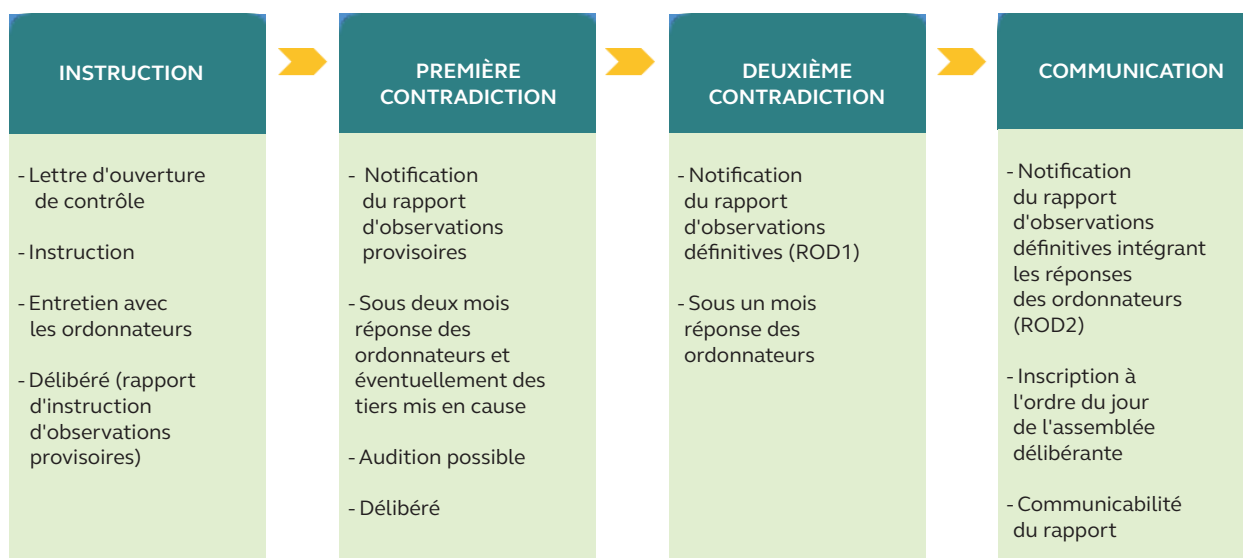 INSTRUCTION
- Lettre d'ouverture
de contrôle
- Instruction
- Entretien avec
les ordonnateurs
- Délibéré (rapport
d'instruction
d'observations
provisoires)
PREMIÈRE
CONTRADICTION
- Notification
du rapport
d'observations
provisoires
- Sous deux mois
réponse des
ordonnateurs et
éventuellement des
tiers mis en cause
- Audition possible
- Délibéré
DEUXIÈME
CONTRADICTION
- Notification
du rapport
d'observations
définitives (ROD1)
- Sous un mois
réponse des
ordonnateurs
COMMUNICATION
- Notification
du rapport
d'observations
définitives intégrant
les réponses
des ordonnateurs
(ROD2)
- Inscription à
l'ordre du jour
de l'assemblée
délibérante
- Communicabilité
du rapport